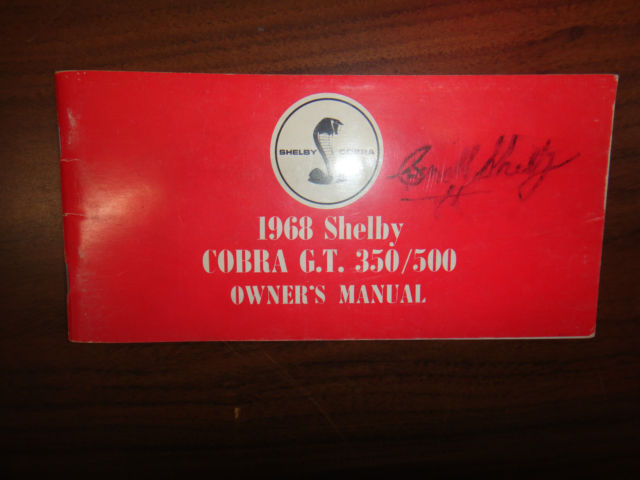 SHELBY COBRA
1968 Shelby
COBRA G.T. 350/500
OWNER'S MANUAL